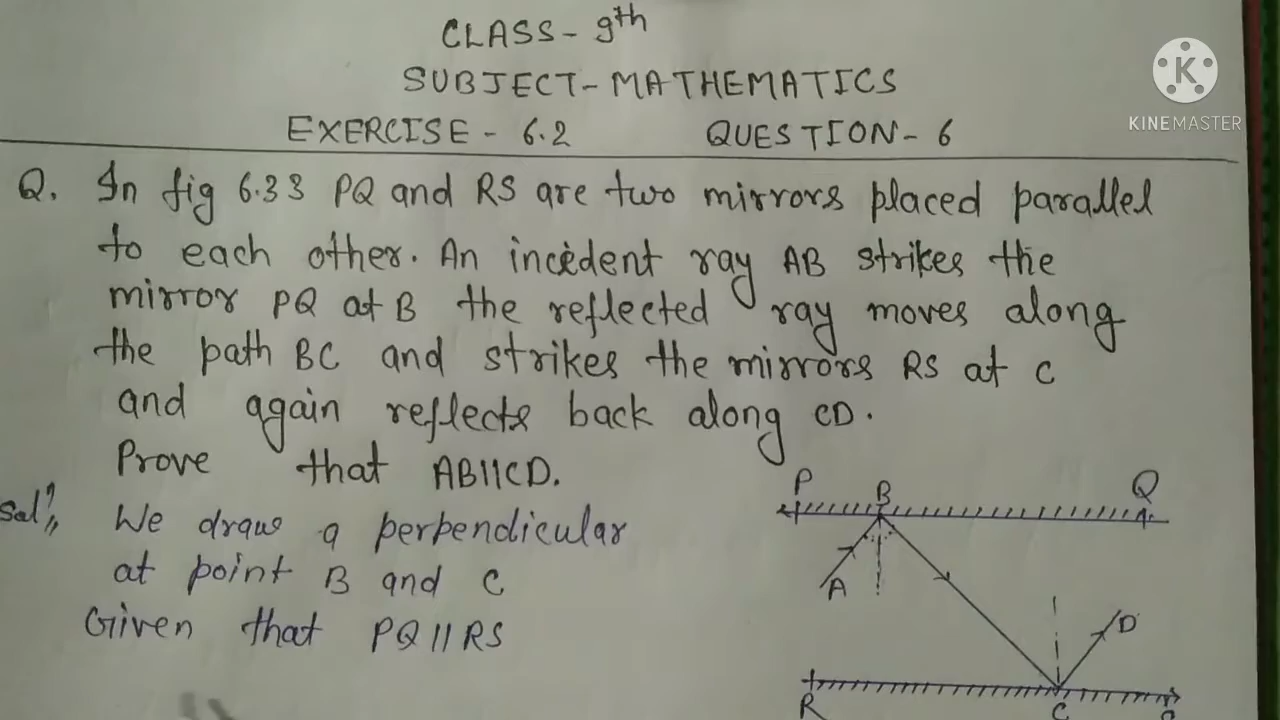 CLASS - 9th
SUBJECT - MATHEMATICS
EXERCISE - 6.2 QUESTION - 6
K
KINEMASTER
Q. In fig 6.33 PQ and RS are two mirrors placed parallel
to each other. An incident ray AB strikes the
mirror PQ at B the reflected ray moves along
the path BC and strikes the mirrors RS at C
and again reflects back along CD.
Prove that AB||CD.
Sol",,
We draw a perpendicular
at point B and C
Given that PQ || RS
P B Q
A
D
R C